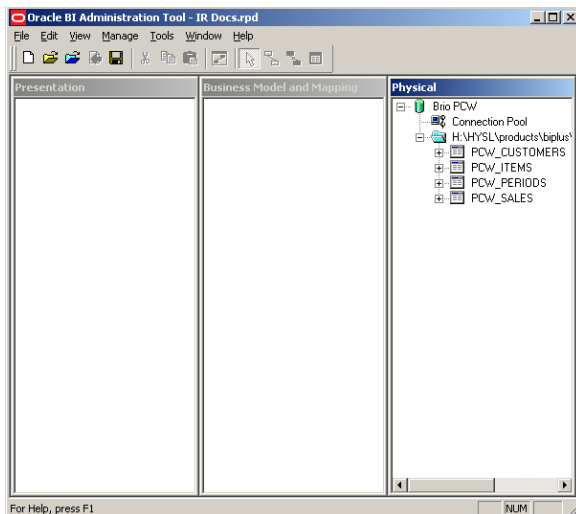 Oracle BI Administration Tool - IR Docs.rpd
File Edit View Manage Tools Window Help
Presentation
Business Model and Mapping
Physical
Brio PCW
Connection Pool
H:\HYSL\products\biplus\
PCW_CUSTOMERS
PCW_ITEMS
PCW_PERIODS
PCW_SALES
For Help, press F1
NUM